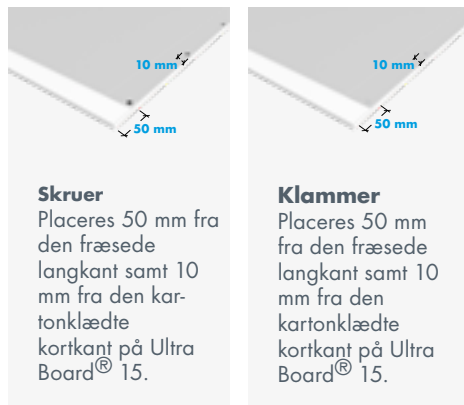 10 mm
50 mm
Skruer
Placeres 50 mm fra
den fræsede
langkant samt 10
mm fra den kar-
tonklædte
kortkant på Ultra
Board® 15.
10 mm
50 mm
Klammer
Placeres 50 mm
fra den fræsede
langkant samt 10
mm fra den
kartonklædte
kortkant på Ultra
Board® 15.